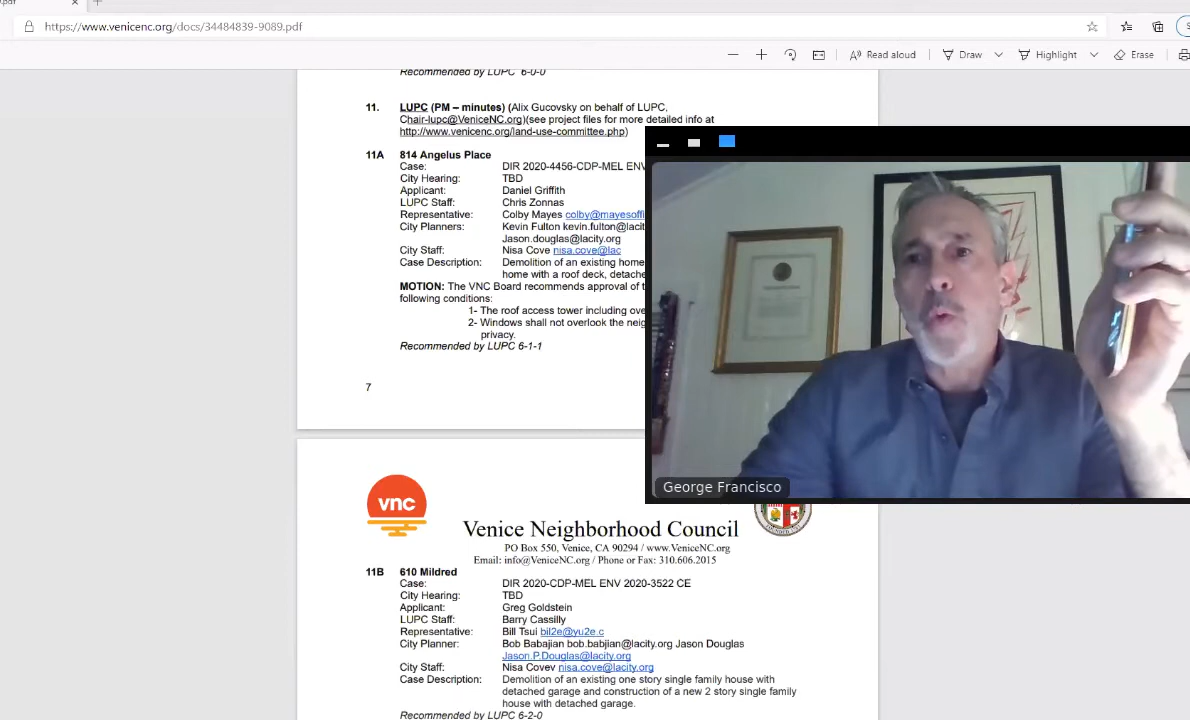 .pdf
https://www.venicenc.org/docs/34484839-9089.pdf
Read aloud
Draw
Highlight
Erase
Recommended by LUPC 6-0-0
11. LUPC (PM – minutes) (Alix Gucovsky on behalf of LUPC,
Chair-lupc@VeniceNC.org)(see project files for more detailed info at
http://www.venicenc.org/land-use-committee.php)
11A 814 Angelus Place
Case: DIR 2020-4456-CDP-MEL ENV
City Hearing: TBD
Applicant: Daniel Griffith
LUPC Staff: Chris Zonnas
Representative: Colby Mayes colby@mayesoffi
City Planners: Kevin Fulton kevin.fulton@lacit
Jason.douglas@lacity.org
City Staff: Nisa Cove nisa.cove@lac
Case Description: Demolition of an existing home
home with a roof deck, detache
MOTION: The VNC Board recommends approval of t
following conditions:
1- The roof access tower including ove
2- Windows shall not overlook the neig
privacy.
Recommended by LUPC 6-1-1
7
George Francisco
vnc
Venice Neighborhood Council
PO Box 550, Venice, CA 90294 / www.VeniceNC.org
Email: info@VeniceNC.org / Phone or Fax: 310.606.2015
11B 610 Mildred
Case: DIR 2020-CDP-MEL ENV 2020-3522 CE
City Hearing: TBD
Applicant: Greg Goldstein
LUPC Staff: Barry Cassilly
Representative: Bill Tsui bil2e@yu2e.c
City Planner: Bob Babajian bob.babjian@lacity.org Jason Douglas
Jason.P.Douglas@lacity.org
City Staff: Nisa Covev nisa.cove@lacity.org
Case Description: Demolition of an existing one story single family house with
detached garage and construction of a new 2 story single family
house with detached garage.
Recommended by LUPC 6-2-0